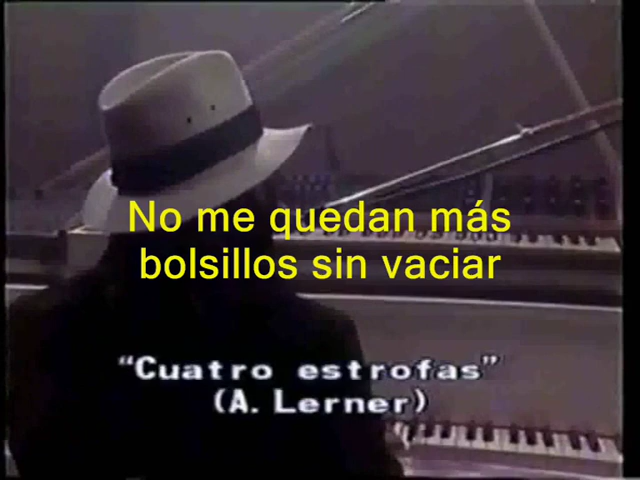 No me quedan más
bolsillos sin vaciar
“Cuatro estrofas”
(A. Lerner)